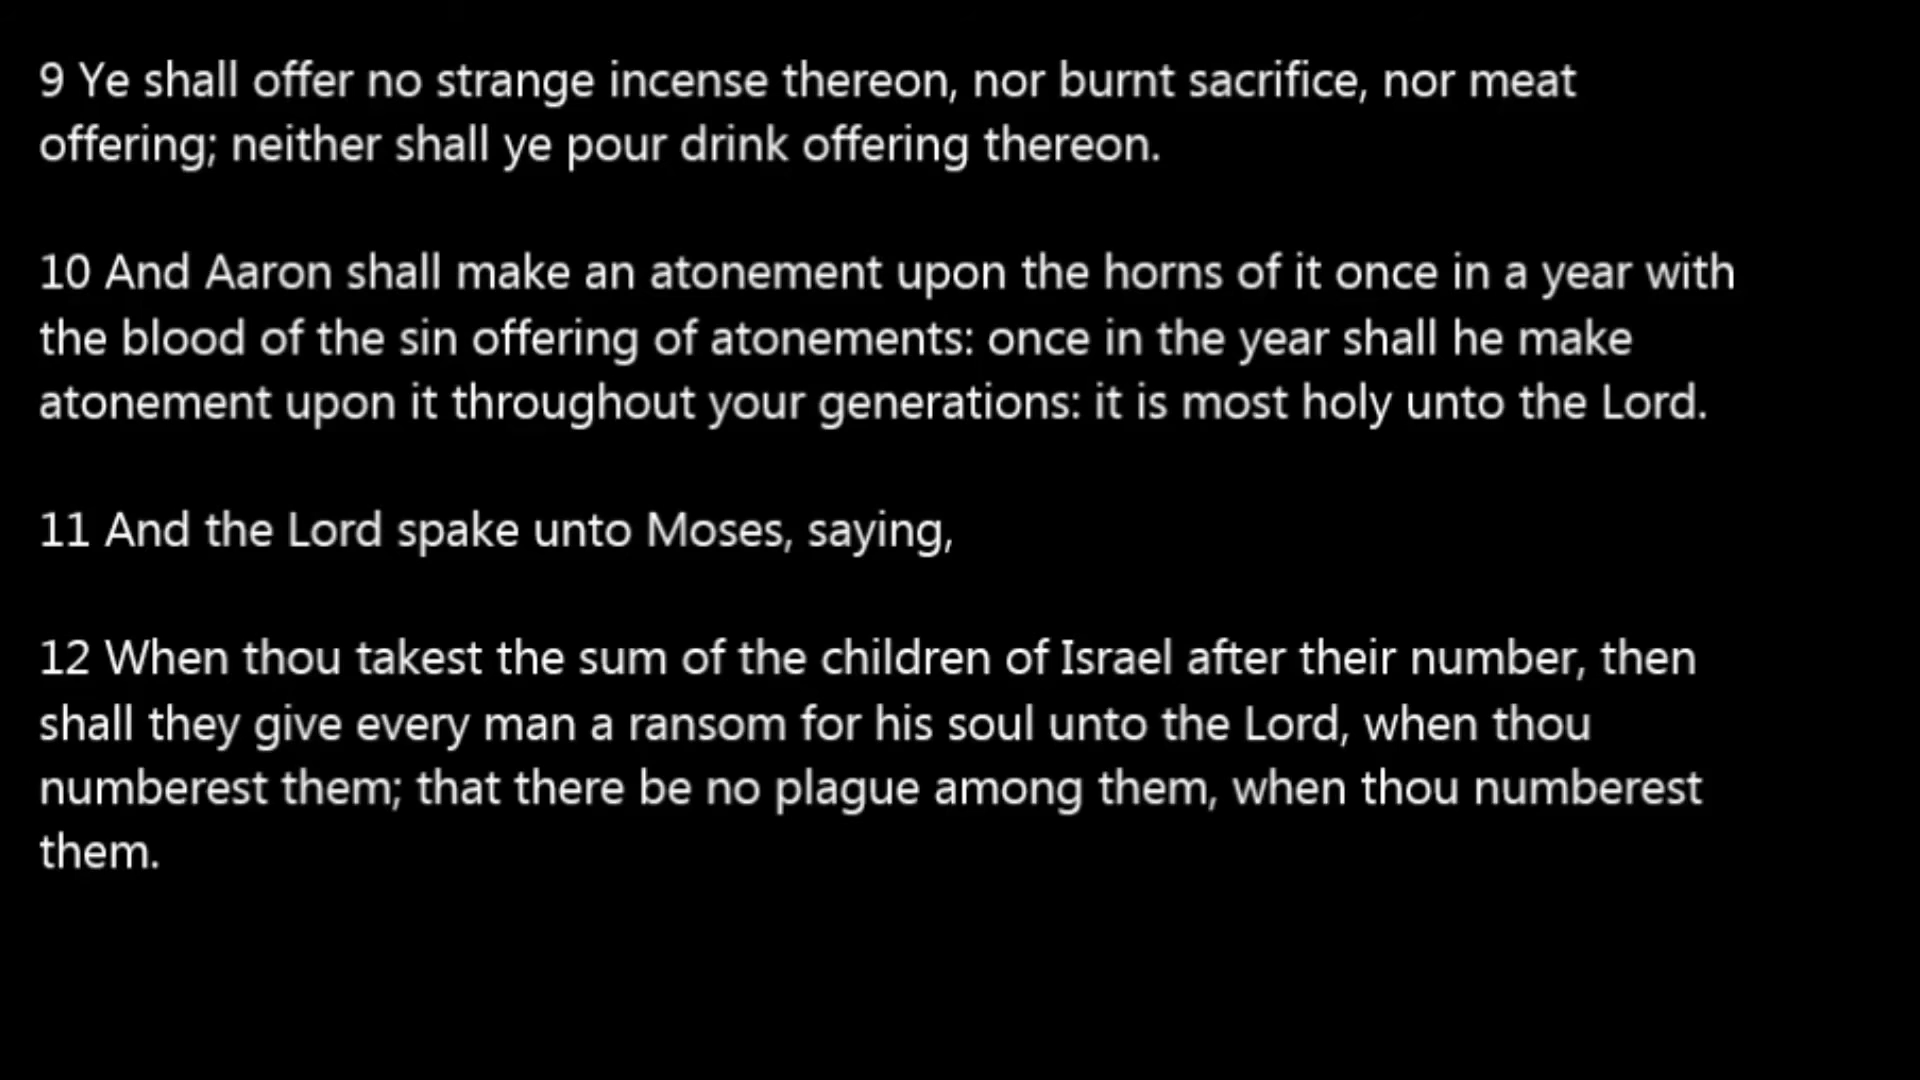 9 Ye shall offer no strange incense thereon, nor burnt sacrifice, nor meat
offering; neither shall ye pour drink offering thereon.
10 And Aaron shall make an atonement upon the horns of it once in a year with
the blood of the sin offering of atonements: once in the year shall he make
atonement upon it throughout your generations: it is most holy unto the Lord.
11 And the Lord spake unto Moses, saying,
12 When thou takest the sum of the children of Israel after their number, then
shall they give every man a ransom for his soul unto the Lord, when thou
numberest them; that there be no plague among them, when thou numberest
them.